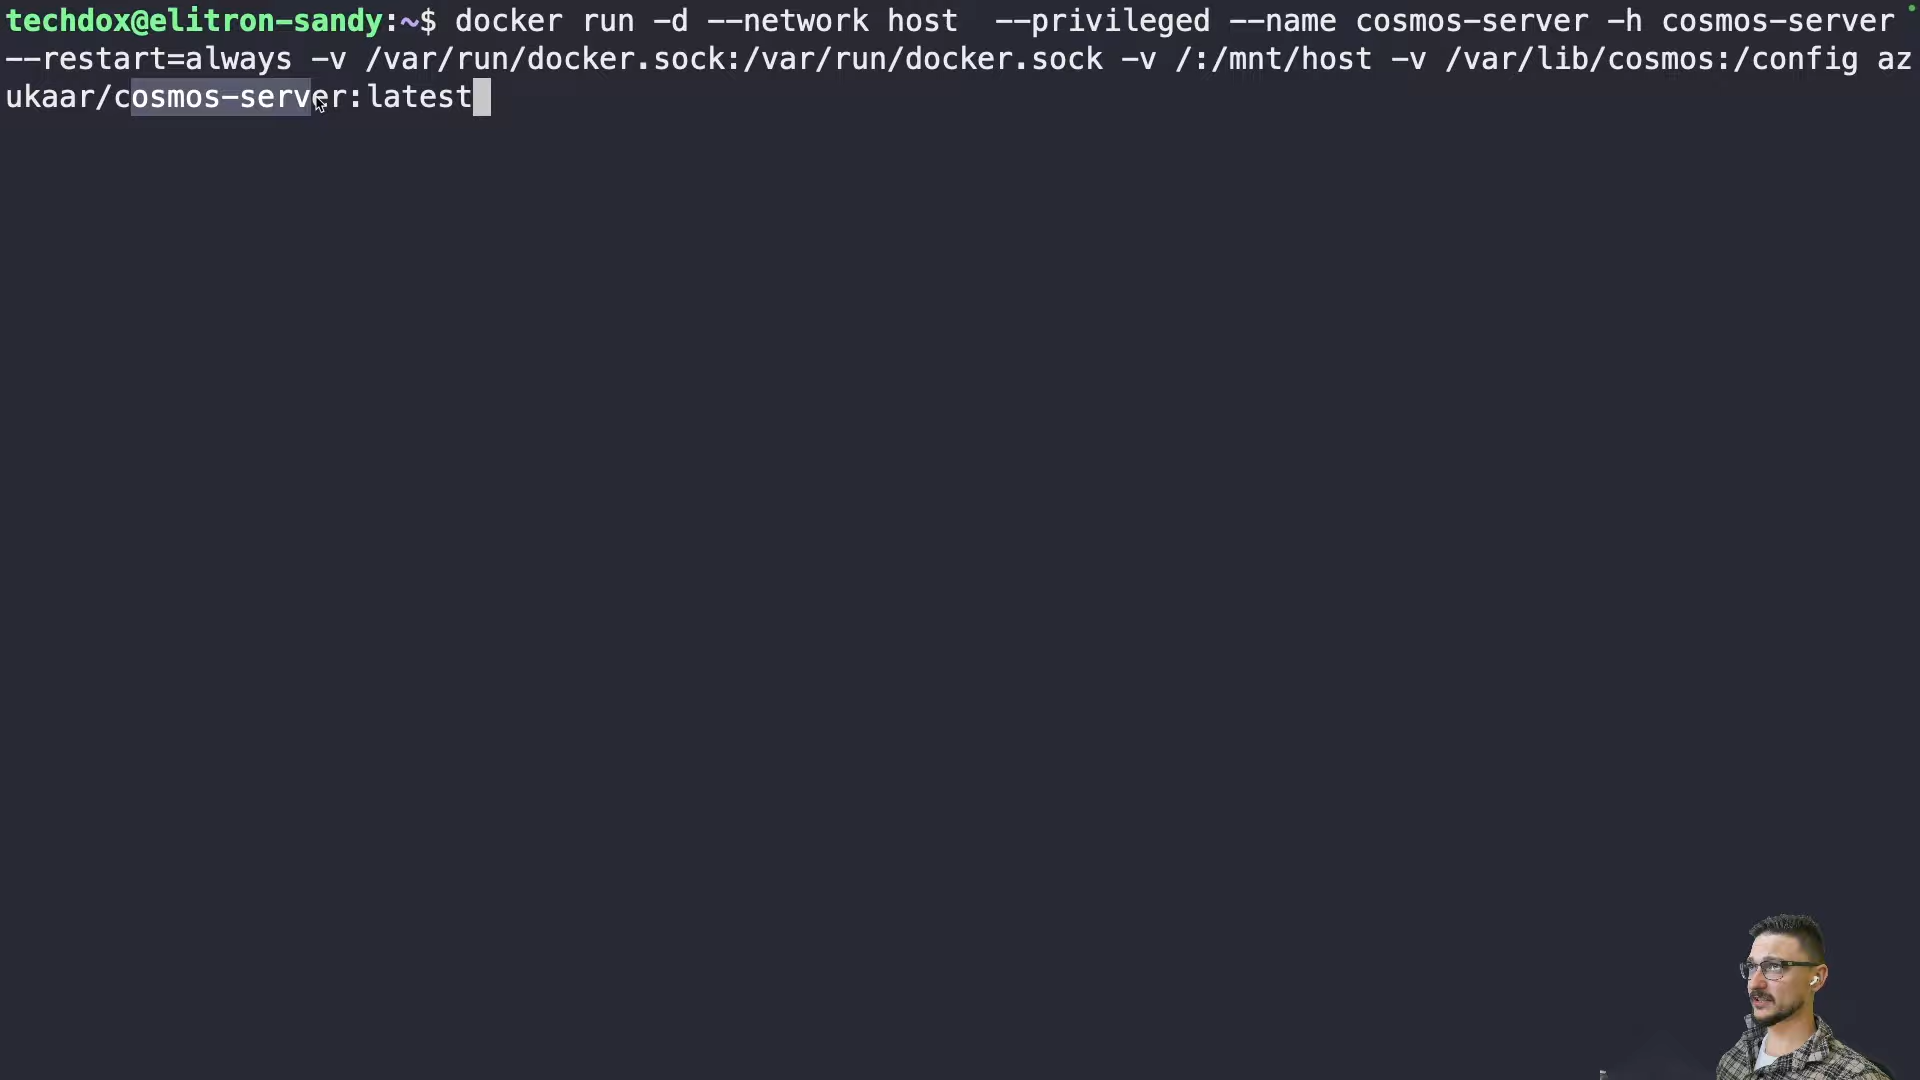 techdox@elitron-sandy:~$ docker run -d --network host  --privileged --name cosmos-server -h cosmos-server
--restart=always -v /var/run/docker.sock:/var/run/docker.sock -v /:/mnt/host -v /var/lib/cosmos:/config az
ukaar/cosmos-server:latest